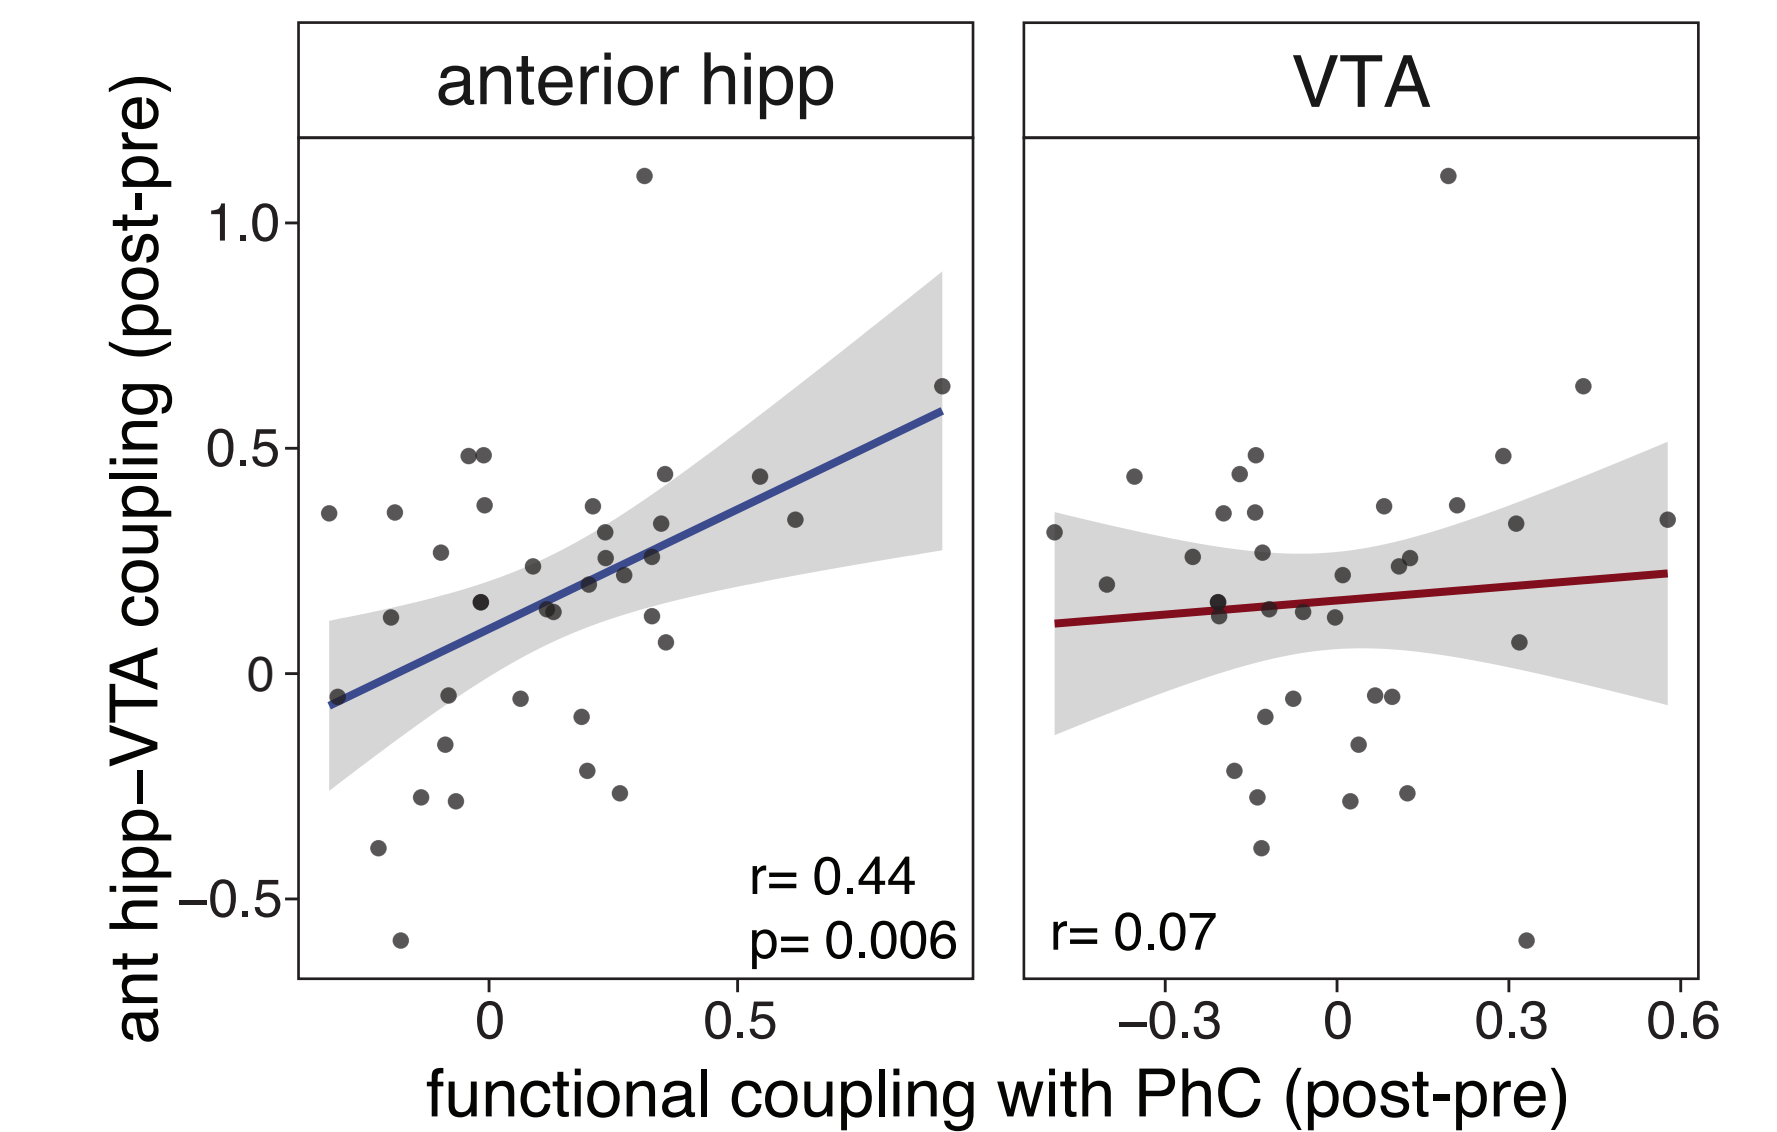 anterior hipp
VTA
ant hipp–VTA coupling (post-pre)
1.0
0.5
0
−0.5
r= 0.44
p= 0.006
r= 0.07
0
0.5
−0.3
0
0.3
0.6
functional coupling with PhC (post-pre)